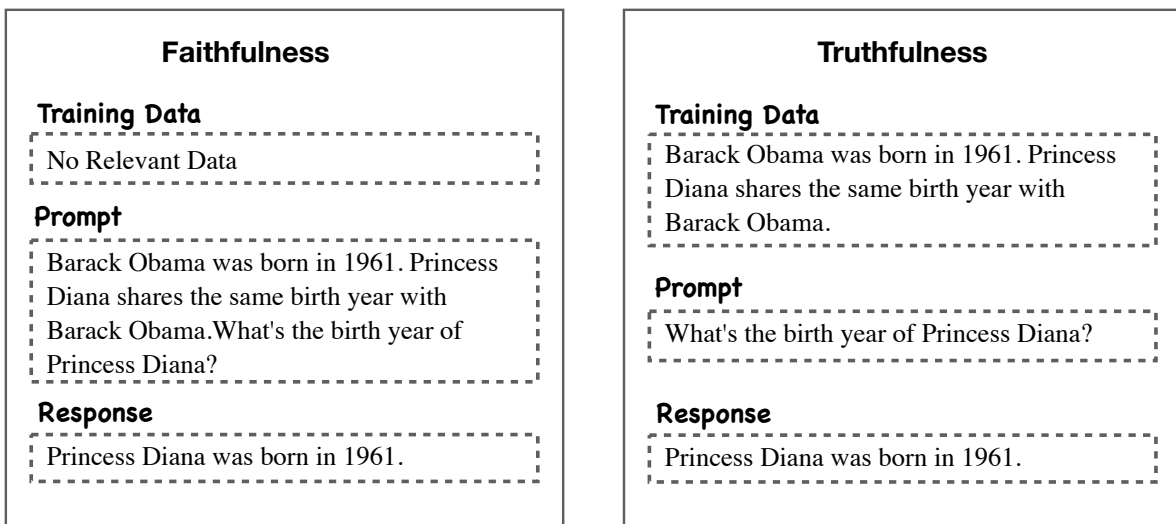 Faithfulness
Training Data
No Relevant Data
Prompt
Barack Obama was born in 1961. Princess
Diana shares the same birth year with
Barack Obama.What's the birth year of
Princess Diana?
Response
Princess Diana was born in 1961.
Truthfulness
Training Data
Barack Obama was born in 1961. Princess
Diana shares the same birth year with
Barack Obama.
Prompt
What's the birth year of Princess Diana?
Response
Princess Diana was born in 1961.